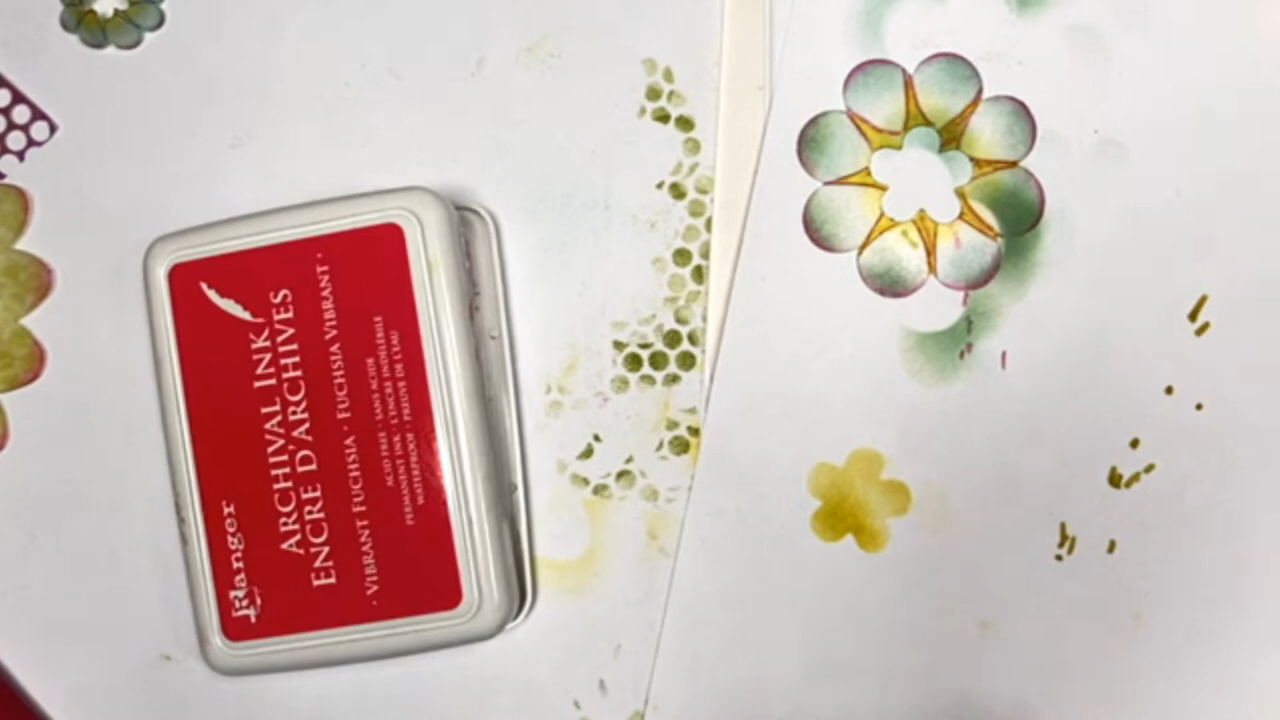 Ranger
ARCHIVAL INK
ENCRE D'ARCHIVES
· VIBRANT FUCHSIA · FUCHSIA VIBRANT ·
ACID FREE · SANS ACIDE
PERMANENT INK · L'ENCRE INDÉLÉBILE
WATERPROOF · PREUVE DE L'EAU